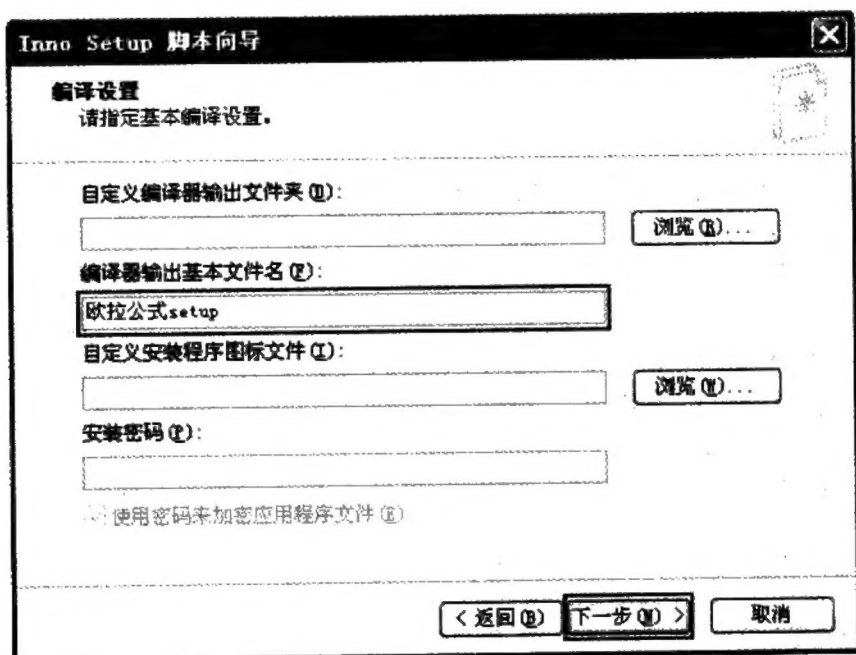 Inno Setup 脚本向导
编译设置
请指定基本编译设置。
自定义编译器输出文件夹(D):
浏览(R)...
编译器输出基本文件名(F):
欧拉公式setup
自定义安装程序图标文件(I):
浏览(W)...
安装密码(P):
使用密码来加密应用程序文件(E)
< 返回(B)
下一步(N) >
取消